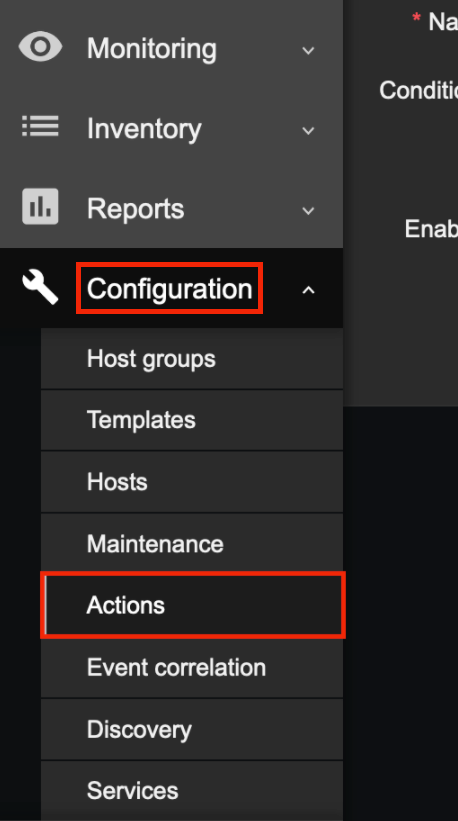 Monitoring
Inventory
Reports
Configuration
Host groups
Templates
Hosts
Maintenance
Actions
Event correlation
Discovery
Services
* Na
Conditio
Enab